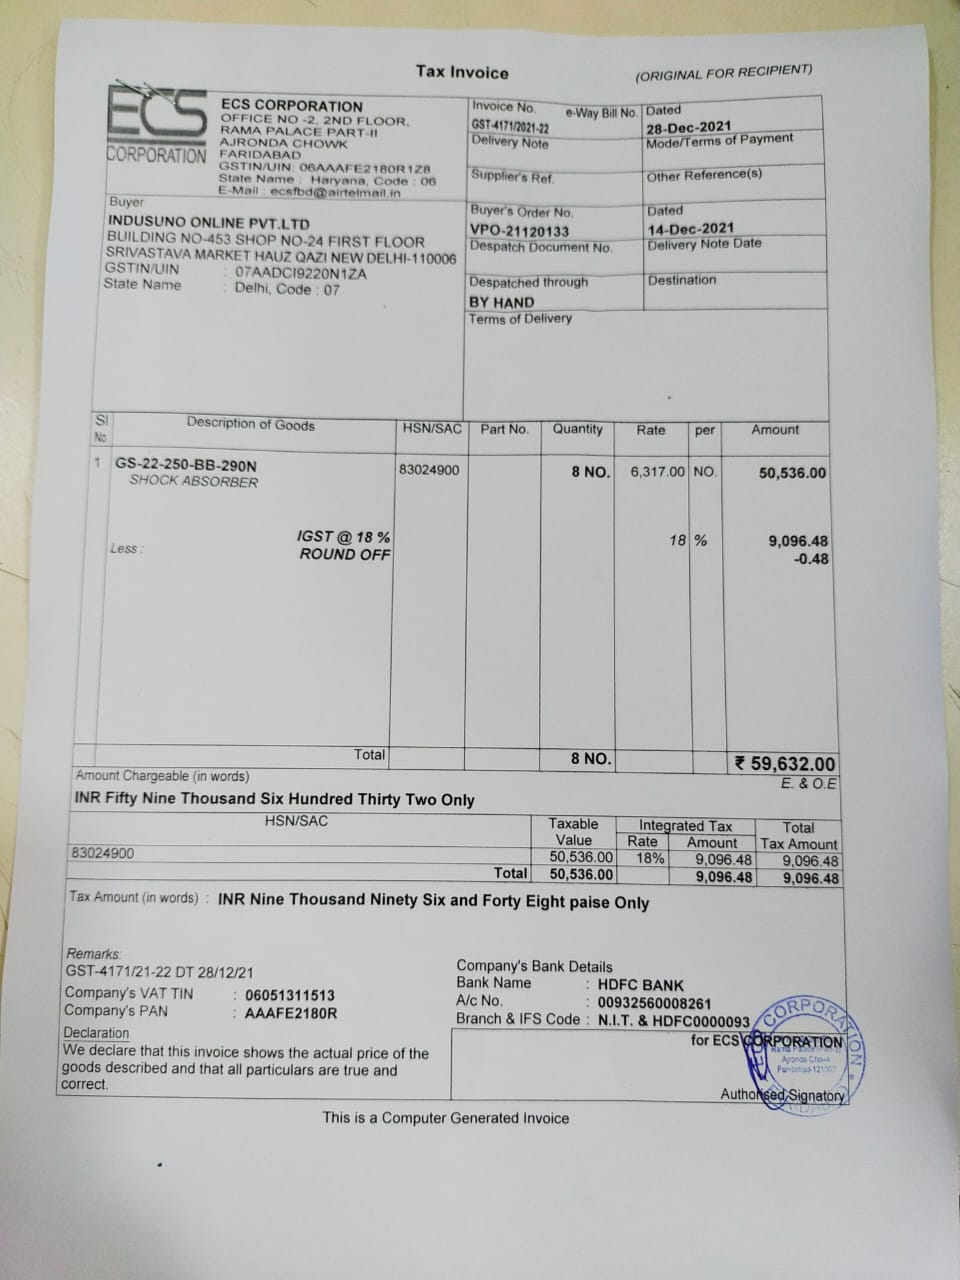 Tax Invoice
(ORIGINAL FOR RECIPIENT)
ECS
CORPORATION
ECS CORPORATION
OFFICE NO -2, 2ND FLOOR,
RAMA PALACE PART-II
AJRONDA CHOWK
FARIDABAD
GSTIN/UIN: 06AAAFE2180R1Z8
State Name : Haryana, Code : 06
E-Mail : ecsfbd@airtelmail.in
Invoice No. e-Way Bill No.
GST-4171/2021-22
Dated
28-Dec-2021
Delivery Note
Mode/Terms of Payment
Supplier's Ref.
Other Reference(s)
Buyer
INDUSUNO ONLINE PVT.LTD
BUILDING NO-453 SHOP NO-24 FIRST FLOOR
SRIVASTAVA MARKET HAUZ QAZI NEW DELHI-110006
GSTIN/UIN : 07AADCI9220N1ZA
State Name : Delhi, Code : 07
Buyer's Order No.
VPO-21120133
Dated
14-Dec-2021
Despatch Document No.
Delivery Note Date
Despatched through
BY HAND
Destination
Terms of Delivery
Sl No. Description of Goods HSN/SAC Part No. Quantity Rate per Amount
1 GS-22-250-BB-290N 83024900 8 NO. 6,317.00 NO. 50,536.00
SHOCK ABSORBER
IGST @ 18 % 18 % 9,096.48
Less : ROUND OFF -0.48
Total 8 NO. ₹ 59,632.00
Amount Chargeable (in words) E. & O.E
INR Fifty Nine Thousand Six Hundred Thirty Two Only
HSN/SAC Taxable Value Integrated Tax Total Tax Amount
Rate Amount
83024900 50,536.00 18% 9,096.48 9,096.48
Total 50,536.00 9,096.48 9,096.48
Tax Amount (in words) : INR Nine Thousand Ninety Six and Forty Eight paise Only
Remarks:
GST-4171/21-22 DT 28/12/21
Company's VAT TIN : 06051311513
Company's PAN : AAAFE2180R
Declaration
We declare that this invoice shows the actual price of the
goods described and that all particulars are true and
correct.
Company's Bank Details
Bank Name : HDFC BANK
A/c No. : 00932560008261
Branch & IFS Code : N.I.T. & HDFC0000093
for ECS CORPORATION
Authorised Signatory
CORPORATION
Ajronda Chowk
This is a Computer Generated Invoice